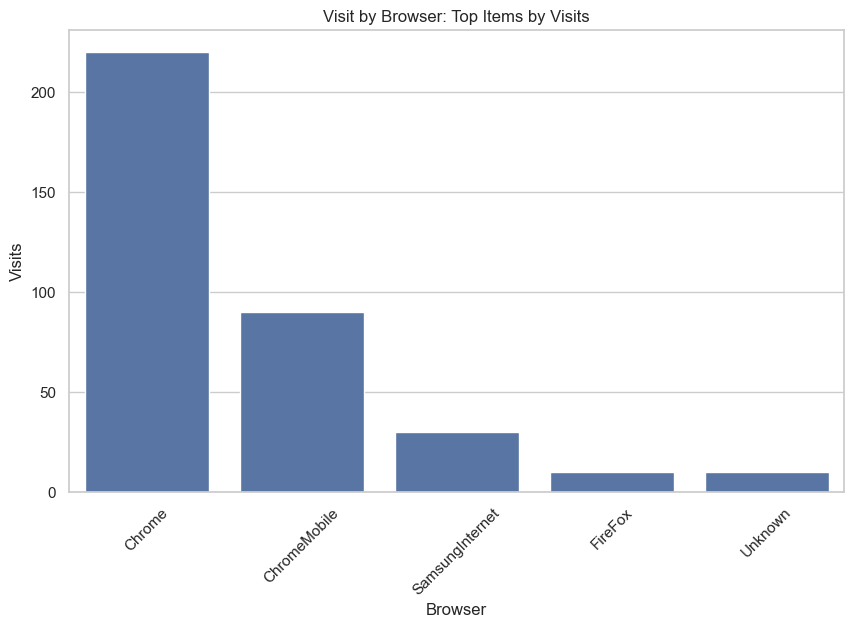 Visit by Browser: Top Items by Visits
Visits
200
150
100
50
0
Chrome
ChromeMobile
SamsungInternet
FireFox
Unknown
Browser